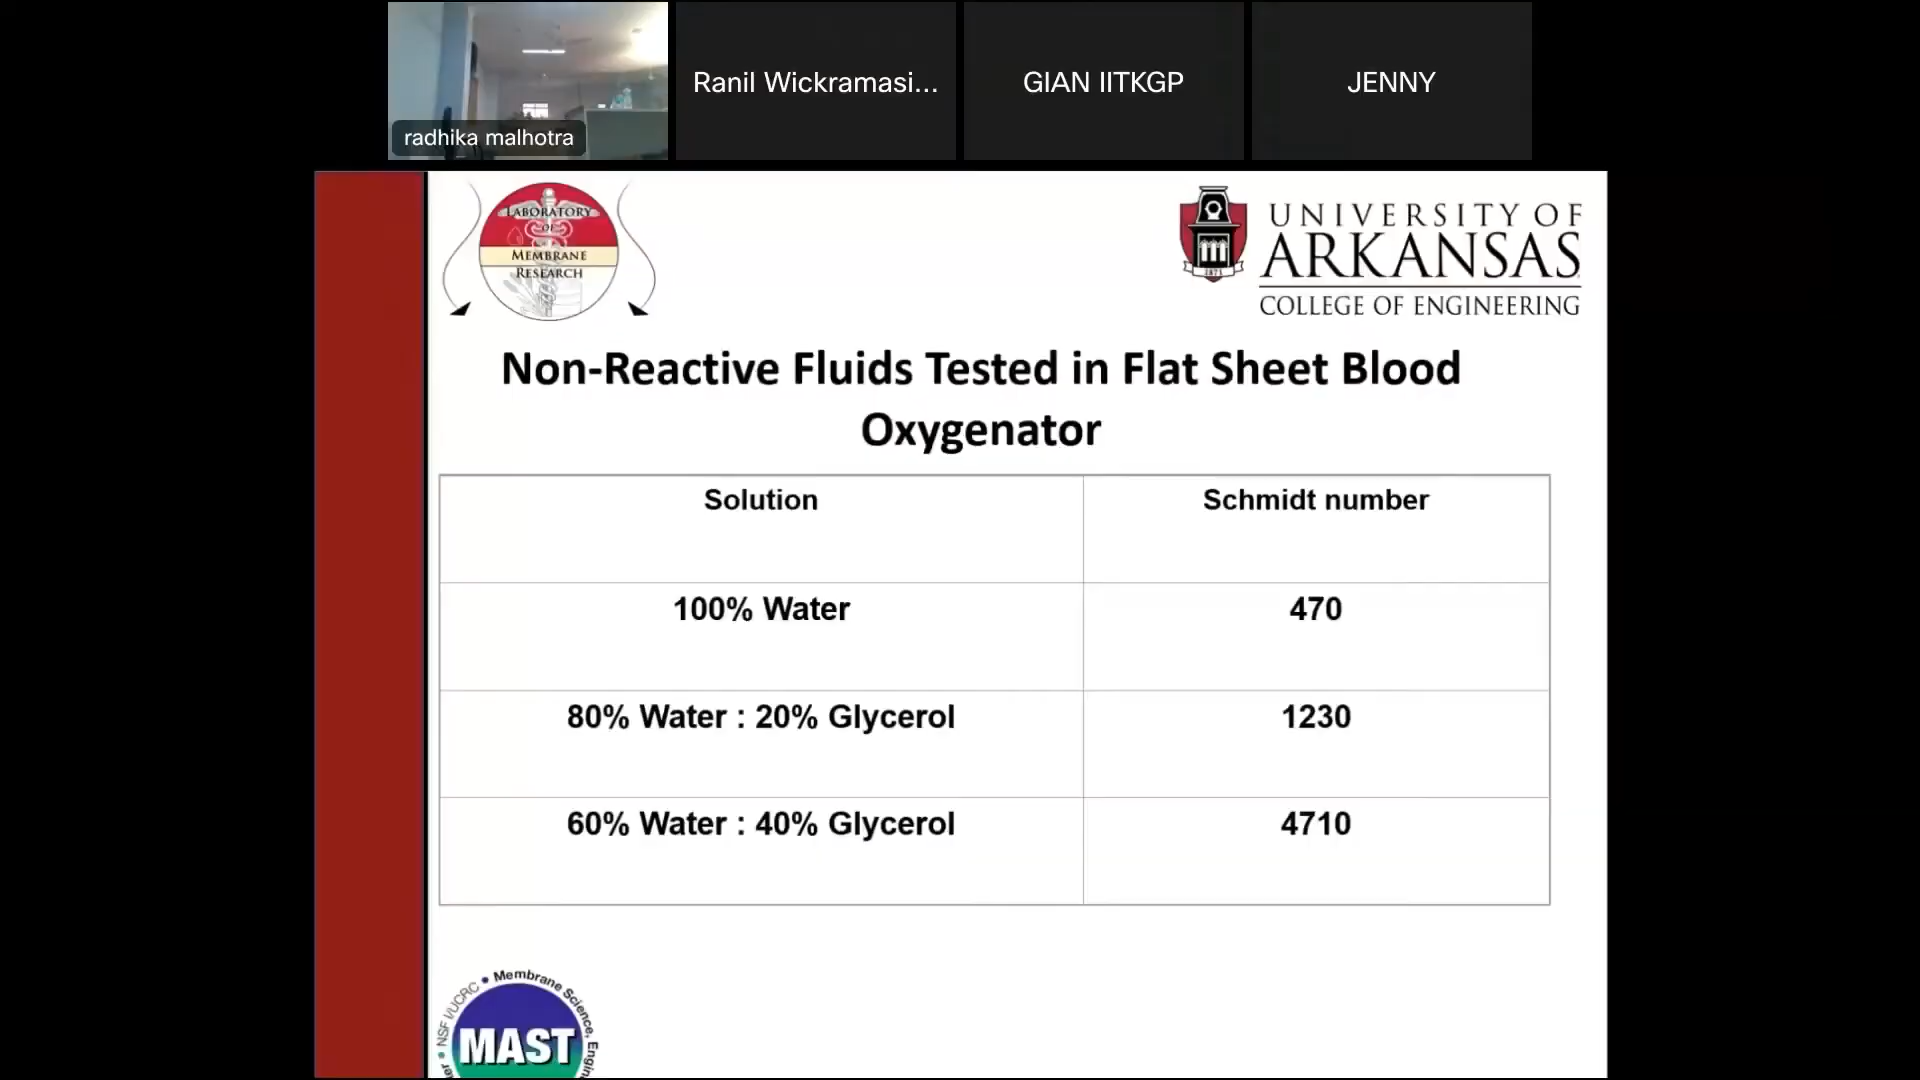 radhika malhotra
Ranil Wickramasi...
GIAN IITKGP
JENNY
LABORATORY
OF
MEMBRANE
RESEARCH
UNIVERSITY OF
ARKANSAS
COLLEGE OF ENGINEERING
1871
Non-Reactive Fluids Tested in Flat Sheet Blood
Oxygenator
Solution Schmidt number
100% Water 470
80% Water : 20% Glycerol 1230
60% Water : 40% Glycerol 4710
NSF I/UCRC • Membrane Science,
MAST